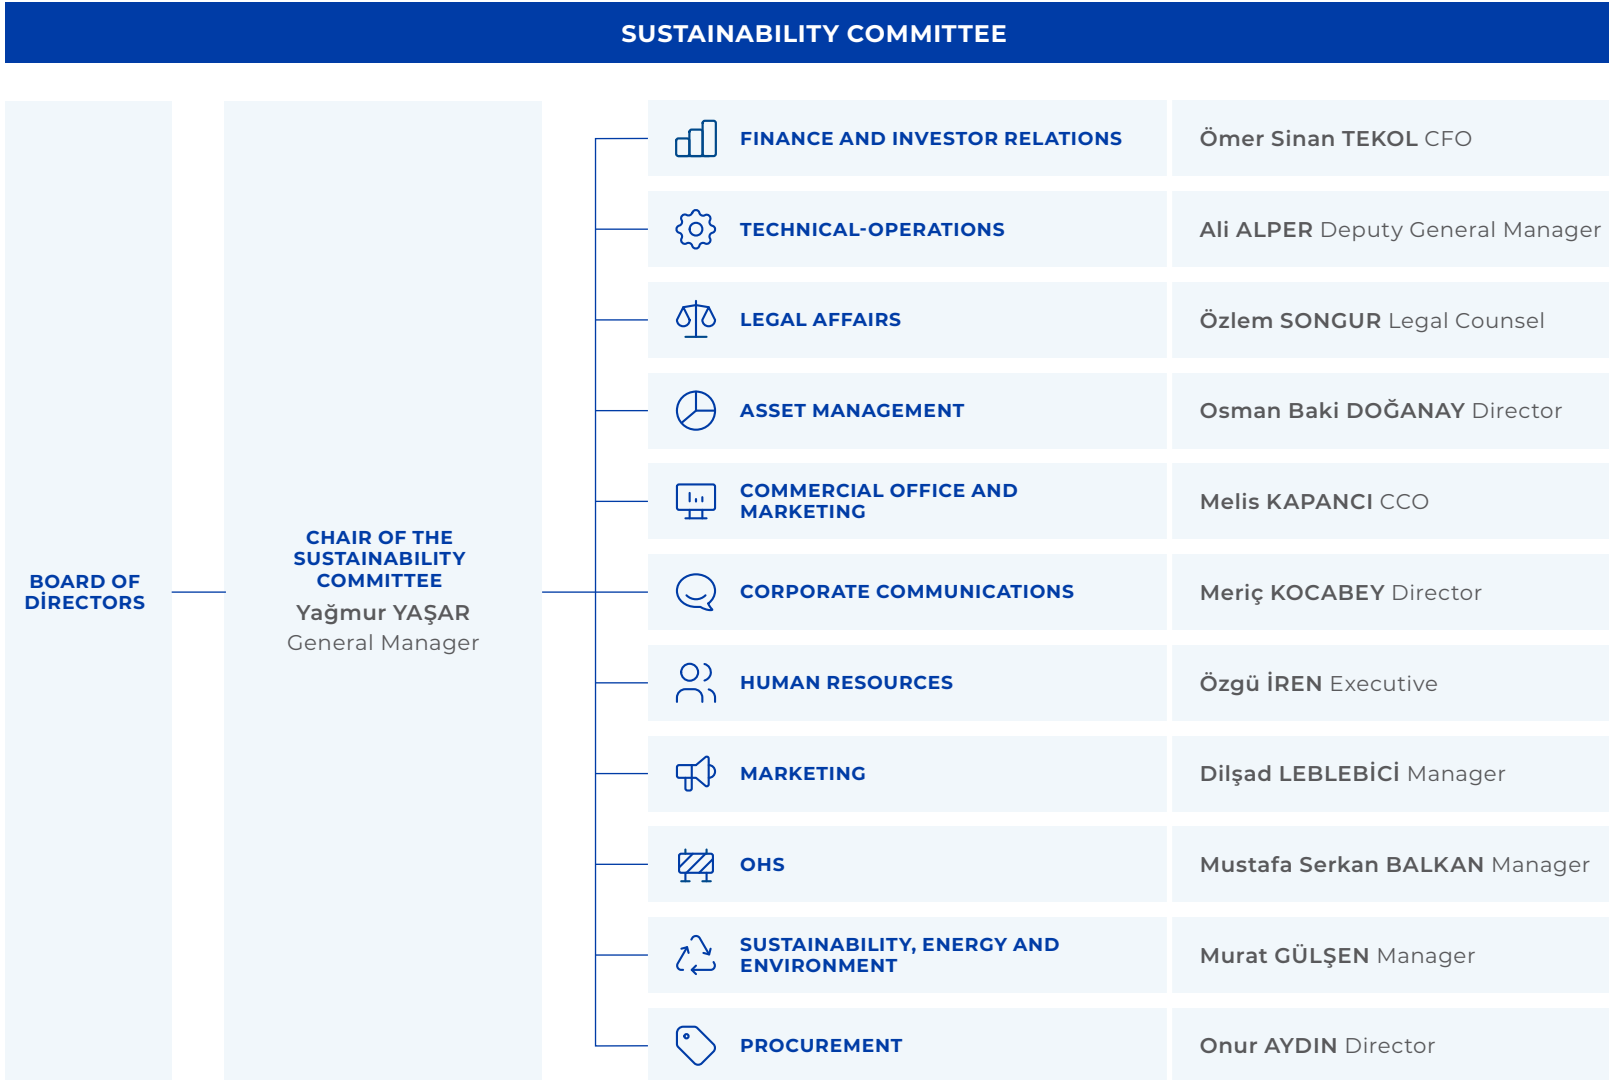 SUSTAINABILITY COMMITTEE
BOARD OF
DİRECTORS
CHAIR OF THE
SUSTAINABILITY
COMMITTEE
Yağmur YAŞAR
General Manager
FINANCE AND INVESTOR RELATIONS
Ömer Sinan TEKOL CFO
TECHNICAL-OPERATIONS
Ali ALPER Deputy General Manager
LEGAL AFFAIRS
Özlem SONGUR Legal Counsel
ASSET MANAGEMENT
Osman Baki DOĞANAY Director
COMMERCIAL OFFICE AND
MARKETING
Melis KAPANCI CCO
CORPORATE COMMUNICATIONS
Meriç KOCABEY Director
HUMAN RESOURCES
Özgü İREN Executive
MARKETING
Dilşad LEBLEBİCİ Manager
OHS
Mustafa Serkan BALKAN Manager
SUSTAINABILITY, ENERGY AND
ENVIRONMENT
Murat GÜLŞEN Manager
PROCUREMENT
Onur AYDIN Director